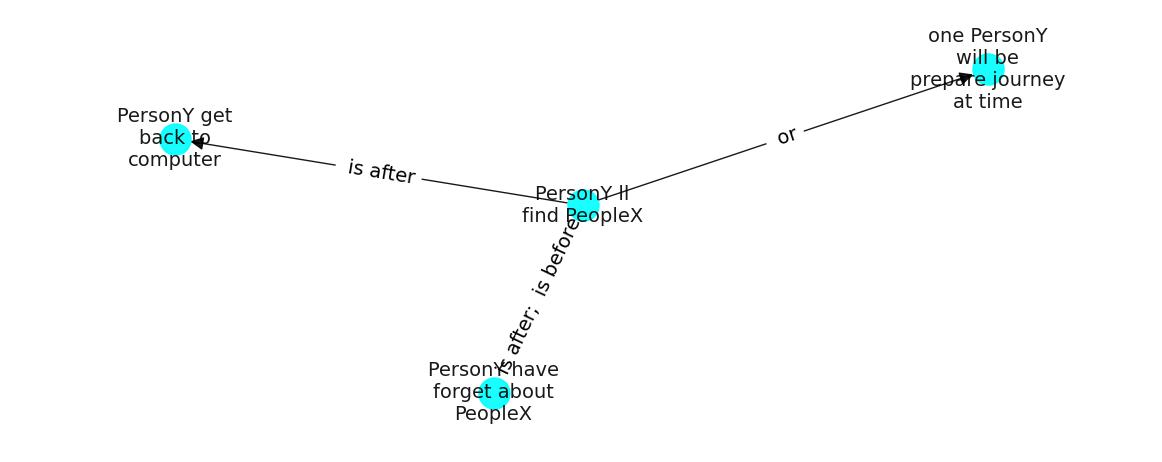 one PersonY
will be
prepare journey
at time
PersonY get
back to
computer
or
is after
PersonY ll
find PeopleX
is after;  is before
PersonY have
forget about
PeopleX